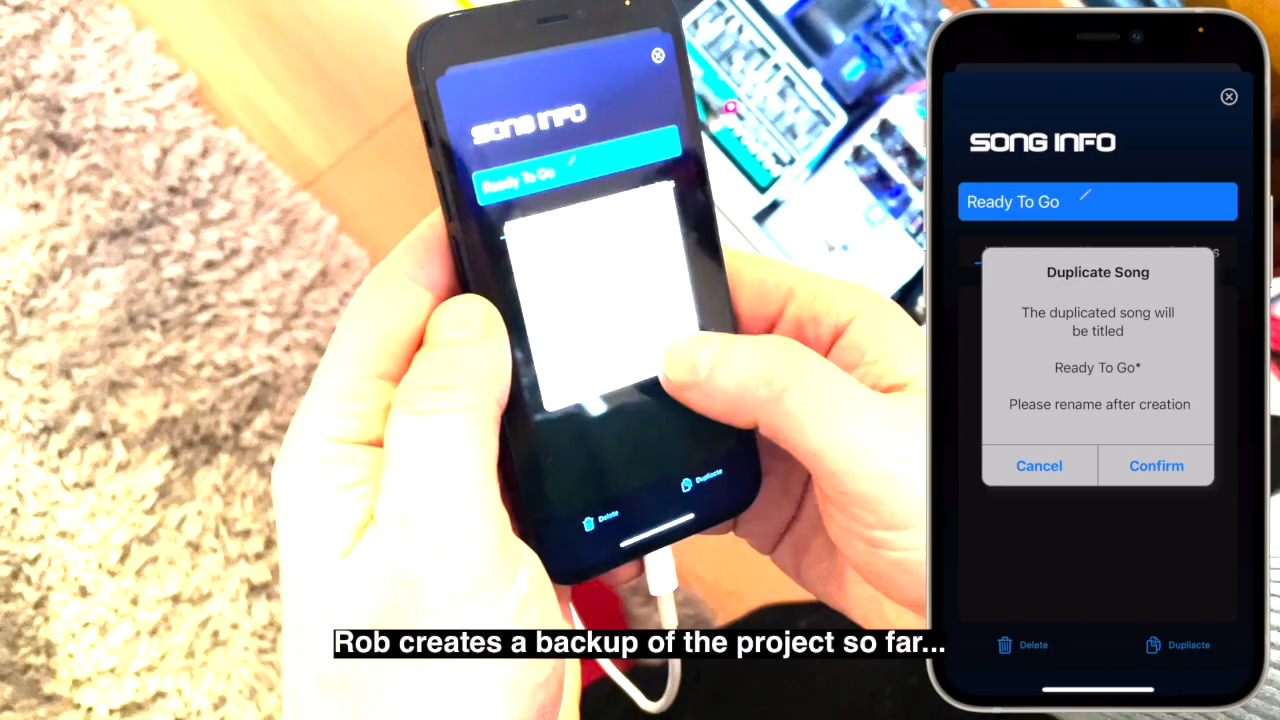 SONG INFO
Ready To Go
Delete
Dupliacte
SONG INFO
Ready To Go
s
Duplicate Song
The duplicated song will
be titled
Ready To Go*
Please rename after creation
Cancel
Confirm
Delete
Dupliacte
Rob creates a backup of the project so far...